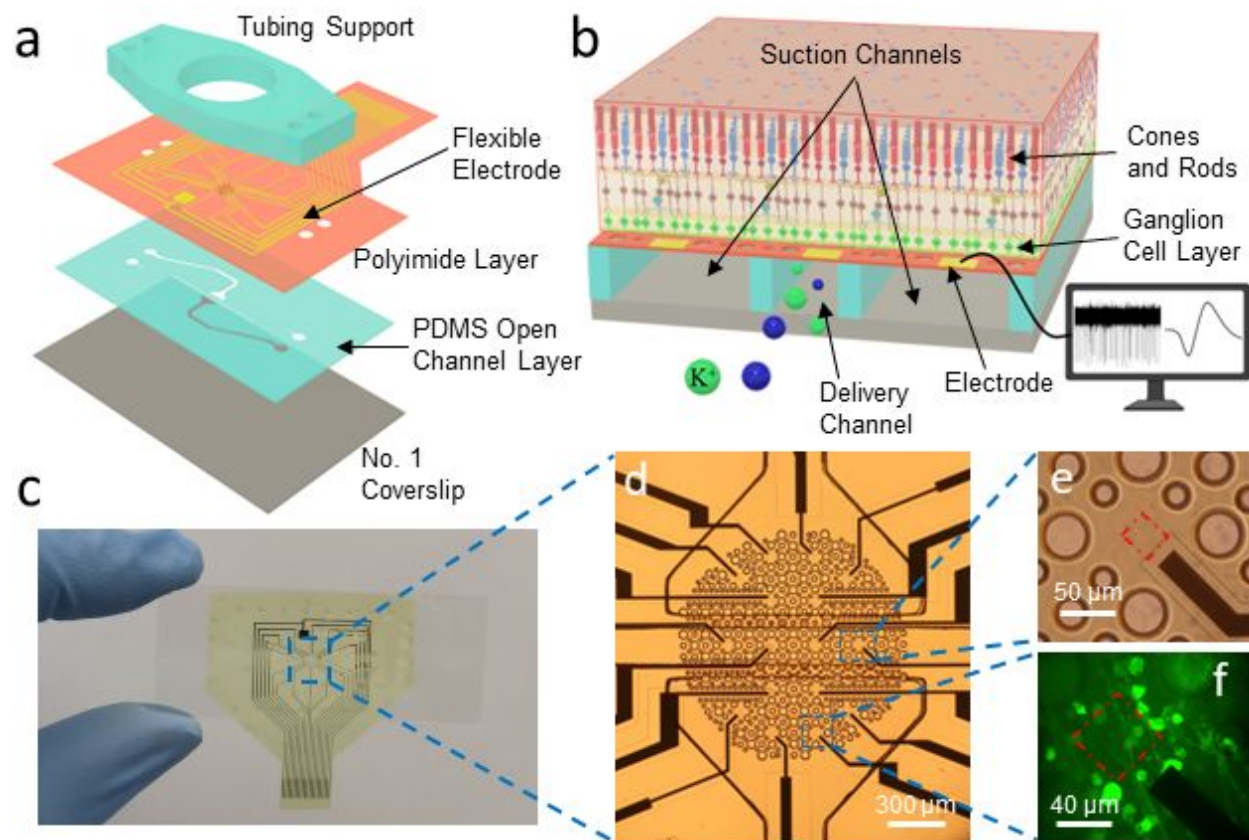 a
Tubing Support
Flexible
Electrode
Polyimide Layer
PDMS Open
Channel Layer
No. 1
Coverslip
b
Suction Channels
Cones
and Rods
Ganglion
Cell Layer
Electrode
Delivery
Channel
K⁺
c
d
300 µm
e
50 µm
f
40 µm